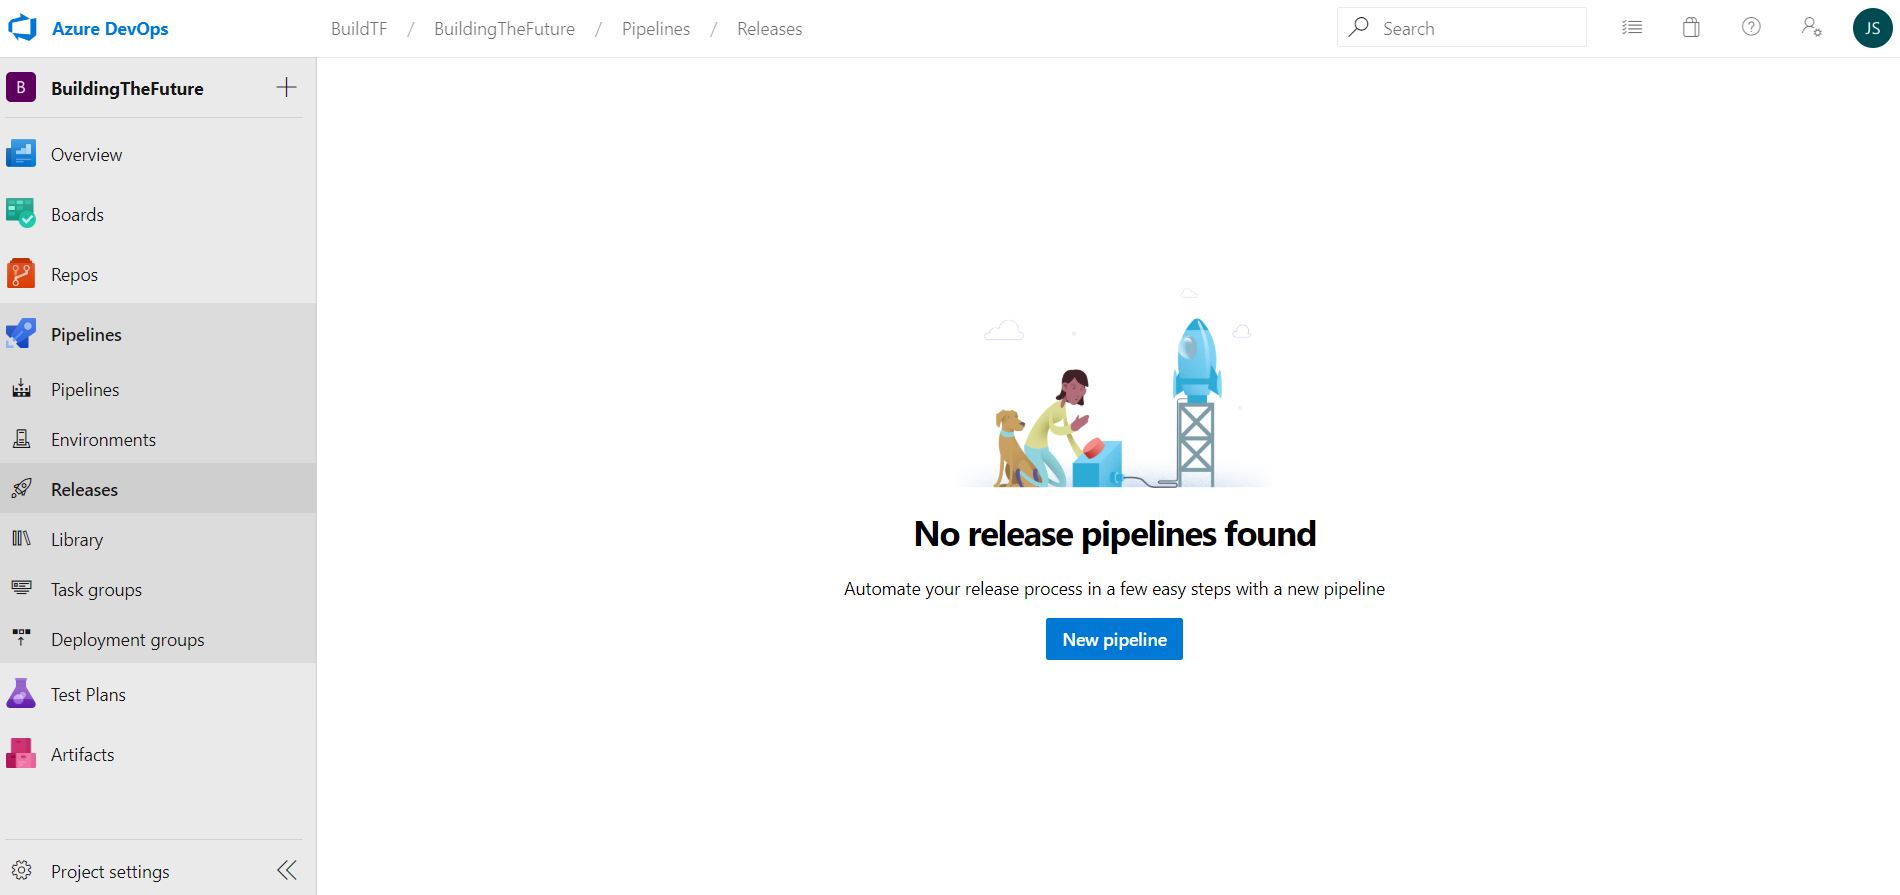 Azure DevOps
BuildTF / BuildingTheFuture / Pipelines / Releases
Search
JS
B BuildingTheFuture
Overview
Boards
Repos
Pipelines
Pipelines
Environments
Releases
Library
Task groups
Deployment groups
Test Plans
Artifacts
Project settings
No release pipelines found
Automate your release process in a few easy steps with a new pipeline
New pipeline